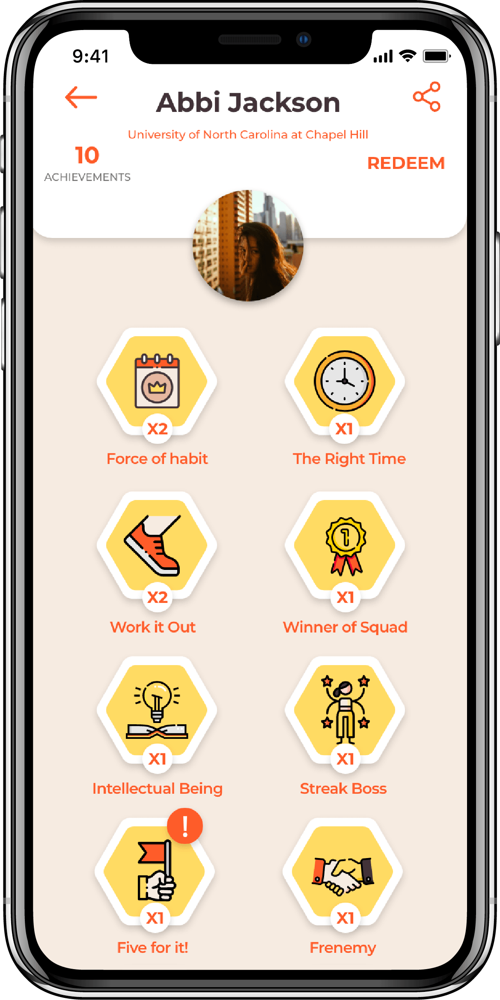 9:41
Abbi Jackson
University of North Carolina at Chapel Hill
10
ACHIEVEMENTS
REDEEM
X2
X1
Force of habit
The Right Time
1
X2
X1
Work it Out
Winner of Squad
X1
X1
Intellectual Being
Streak Boss
!
X1
X1
Five for it!
Frenemy